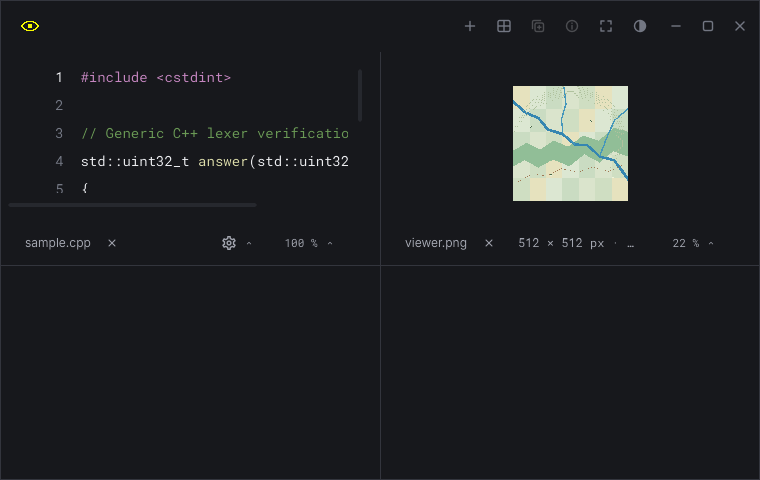 1 #include <cstdint>
2
3 // Generic C++ lexer verificatio
4 std::uint32_t answer(std::uint32
5 {
sample.cpp 100 %
viewer.png 512 × 512 px · … 22 %